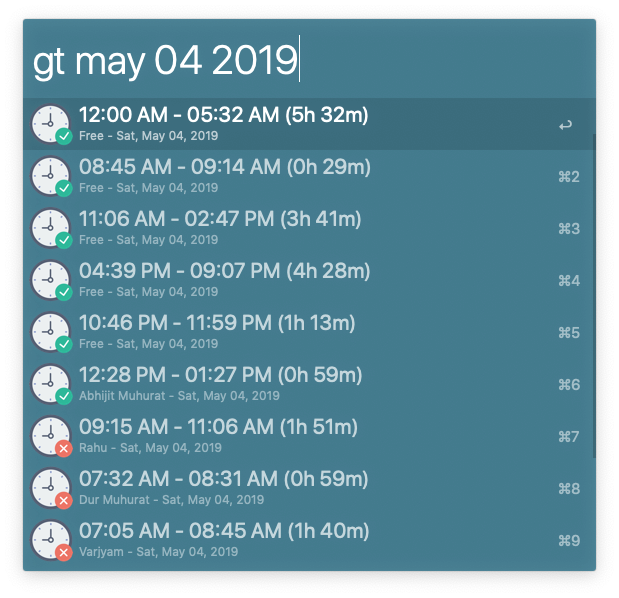 gt may 04 2019
12:00 AM - 05:32 AM (5h 32m)
Free - Sat, May 04, 2019
↩
08:45 AM - 09:14 AM (0h 29m)
Free - Sat, May 04, 2019
⌘2
11:06 AM - 02:47 PM (3h 41m)
Free - Sat, May 04, 2019
⌘3
04:39 PM - 09:07 PM (4h 28m)
Free - Sat, May 04, 2019
⌘4
10:46 PM - 11:59 PM (1h 13m)
Free - Sat, May 04, 2019
⌘5
12:28 PM - 01:27 PM (0h 59m)
Abhijit Muhurat - Sat, May 04, 2019
⌘6
09:15 AM - 11:06 AM (1h 51m)
Rahu - Sat, May 04, 2019
⌘7
07:32 AM - 08:31 AM (0h 59m)
Dur Muhurat - Sat, May 04, 2019
⌘8
07:05 AM - 08:45 AM (1h 40m)
Varjyam - Sat, May 04, 2019
⌘9